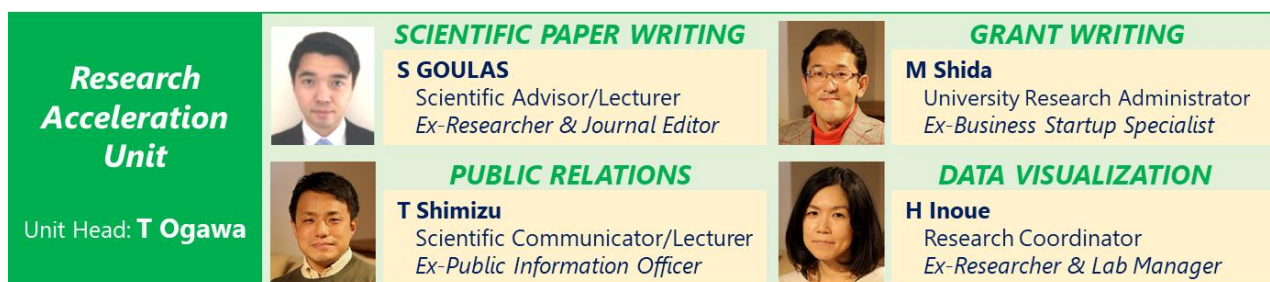 Research
Acceleration
Unit
Unit Head: T Ogawa
SCIENTIFIC PAPER WRITING
S GOULAS
Scientific Advisor/Lecturer
Ex-Researcher & Journal Editor
GRANT WRITING
M Shida
University Research Administrator
Ex-Business Startup Specialist
PUBLIC RELATIONS
T Shimizu
Scientific Communicator/Lecturer
Ex-Public Information Officer
DATA VISUALIZATION
H Inoue
Research Coordinator
Ex-Researcher & Lab Manager